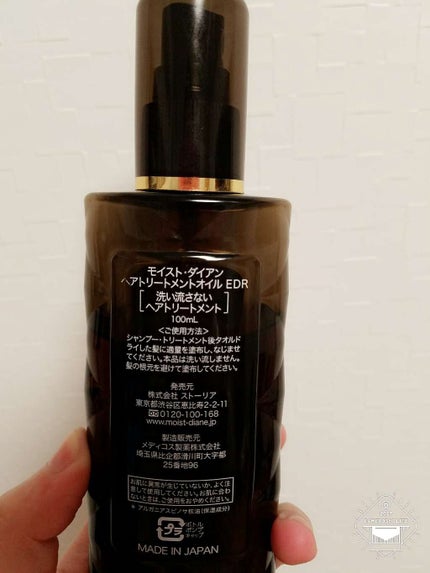 モイスト・ダイアン
ヘアトリートメントオイル EDR
洗い流さない
ヘアトリートメント
100mL
<ご使用方法>
シャンプー・トリートメント後タオルド
ライした髪に適量を塗布し、なじませ
てください。本品は洗い流しません。
髪の根元を避けて塗布してください。
発売元
株式会社 ストーリア
東京都渋谷区恵比寿2-2-11
0120-100-168
www.moist-diane.jp
製造販売元
メディコス製薬株式会社
埼玉県比企郡滑川町大字都
25番地96
お肌に異常が生じていないか、よく注
意して使用してください。お肌に合わ
ないときは、ご使用をおやめください。
* アルガニアスピノサ核油(保湿成分)
プラ
ボトル
ポンプ
キャップ
MADE IN JAPAN